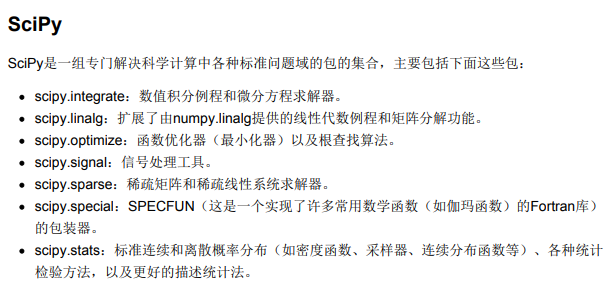 SciPy
SciPy是一组专门解决科学计算中各种标准问题域的包的集合，主要包括下面这些包：
• scipy.integrate：数值积分例程和微分方程求解器。
• scipy.linalg：扩展了由numpy.linalg提供的线性代数例程和矩阵分解功能。
• scipy.optimize：函数优化器（最小化器）以及根查找算法。
• scipy.signal：信号处理工具。
• scipy.sparse：稀疏矩阵和稀疏线性系统求解器。
• scipy.special：SPECFUN（这是一个实现了许多常用数学函数（如伽玛函数）的Fortran库）
的包装器。
• scipy.stats：标准连续和离散概率分布（如密度函数、采样器、连续分布函数等）、各种统计
检验方法，以及更好的描述统计法。